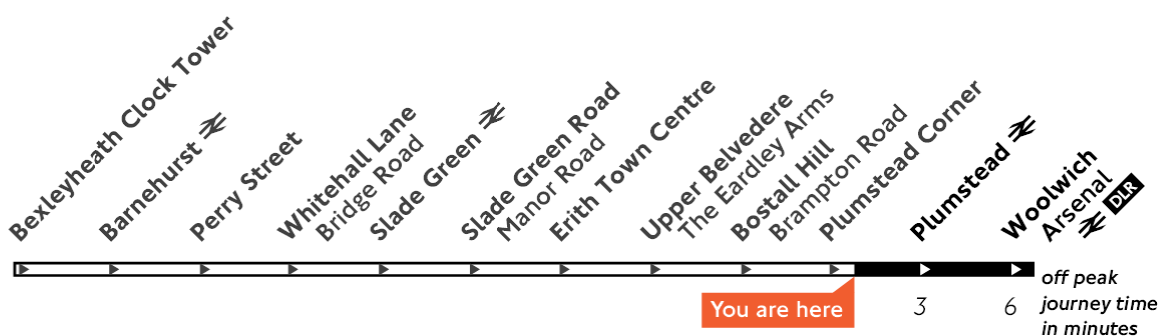 Bexleyheath Clock Tower
Barnehurst
Perry Street
Whitehall Lane
Bridge Road
Slade Green
Slade Green Road
Manor Road
Erith Town Centre
Upper Belvedere
The Eardley Arms
Bostall Hill
Brampton Road
Plumstead Corner
Plumstead
Woolwich
Arsenal
DLR
You are here
3
6
off peak
journey time
in minutes